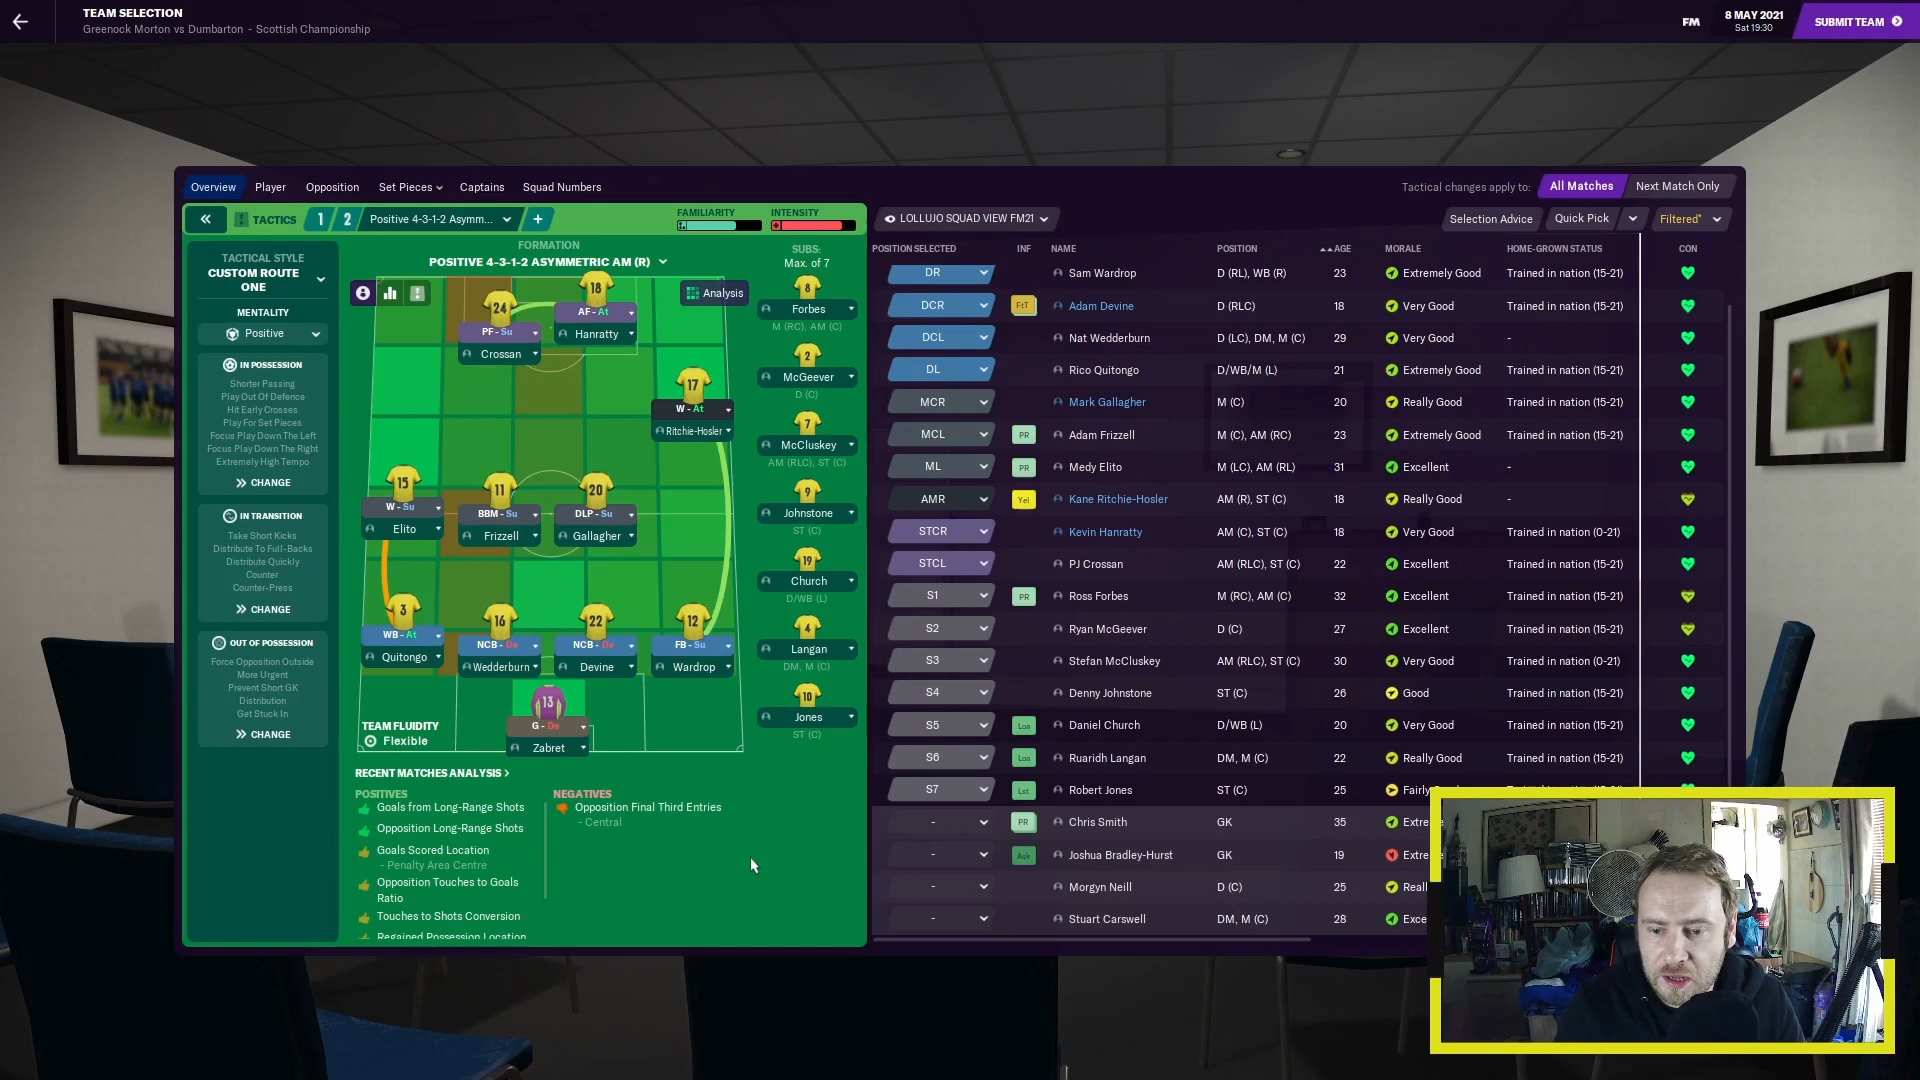 TEAM SELECTION
Greenock Morton vs Dumbarton - Scottish Championship
FM
8 MAY 2021
Sat 19:30
SUBMIT TEAM
Overview Player Opposition Set Pieces Captains Squad Numbers
Tactical changes apply to: All Matches Next Match Only
TACTICS 1 2 Positive 4-3-1-2 Asymm... +
FAMILIARITY
INTENSITY
LOLLUJO SQUAD VIEW FM21
Selection Advice Quick Pick Filtered*
TACTICAL STYLE
CUSTOM ROUTE
ONE
MENTALITY
Positive
IN POSSESSION
Shorter Passing
Play Out Of Defence
Hit Early Crosses
Play For Set Pieces
Focus Play Down The Left
Focus Play Down The Right
Extremely High Tempo
CHANGE
IN TRANSITION
Take Short Kicks
Distribute To Full-Backs
Distribute Quickly
Counter
Counter-Press
CHANGE
OUT OF POSSESSION
Force Opposition Outside
More Urgent
Prevent Short GK
Distribution
Get Stuck In
CHANGE
FORMATION
POSITIVE 4-3-1-2 ASYMMETRIC AM (R)
Analysis
24
PF - Su
Crossan
18
AF - At
Hanratty
17
W - At
Ritchie-Hosler
15
W - Su
Elito
11
BBM - Su
Frizzell
20
DLP - Su
Gallagher
3
WB - At
Quitongo
16
NCB - De
Wedderburn
22
NCB - De
Devine
12
FB - Su
Wardrop
13
G - De
Zabret
TEAM FLUIDITY
Flexible
SUBS:
Max. of 7
8
Forbes
M (RC), AM (C)
2
McGeever
D (C)
7
McCluskey
AM (RLC), ST (C)
9
Johnstone
ST (C)
19
Church
D/WB (L)
4
Langan
DM, M (C)
10
Jones
ST (C)
RECENT MATCHES ANALYSIS >
POSITIVES
Goals from Long-Range Shots
Opposition Long-Range Shots
Goals Scored Location
- Penalty Area Centre
Opposition Touches to Goals
Ratio
Touches to Shots Conversion
Regained Possession Location
NEGATIVES
Opposition Final Third Entries
- Central
POSITION SELECTED INF NAME POSITION AGE MORALE HOME-GROWN STATUS CON
DR Sam Wardrop D (RL), WB (R) 23 Extremely Good Trained in nation (15-21)
DCR FtT Adam Devine D (RLC) 18 Very Good Trained in nation (15-21)
DCL Nat Wedderburn D (LC), DM, M (C) 29 Very Good -
DL Rico Quitongo D/WB/M (L) 21 Extremely Good Trained in nation (15-21)
MCR Mark Gallagher M (C) 20 Really Good Trained in nation (15-21)
MCL PR Adam Frizzell M (C), AM (RC) 23 Extremely Good Trained in nation (15-21)
ML PR Medy Elito M (LC), AM (RL) 31 Excellent -
AMR Yel Kane Ritchie-Hosler AM (R), ST (C) 18 Really Good -
STCR Kevin Hanratty AM (C), ST (C) 18 Very Good Trained in nation (0-21)
STCL PJ Crossan AM (RLC), ST (C) 22 Excellent Trained in nation (15-21)
S1 PR Ross Forbes M (RC), AM (C) 32 Excellent Trained in nation (15-21)
S2 Ryan McGeever D (C) 27 Excellent Trained in nation (15-21)
S3 Stefan McCluskey AM (RLC), ST (C) 30 Very Good Trained in nation (0-21)
S4 Denny Johnstone ST (C) 26 Good Trained in nation (15-21)
S5 Loa Daniel Church D/WB (L) 20 Very Good Trained in nation (15-21)
S6 Loa Ruaridh Langan DM, M (C) 22 Really Good Trained in nation (15-21)
S7 Lst Robert Jones ST (C) 25 Fairly
- PR Chris Smith GK 35 Extre
- Ask Joshua Bradley-Hurst GK 19 Extre
- Morgyn Neill D (C) 25 Reall
- Stuart Carswell DM, M (C) 28 Exce